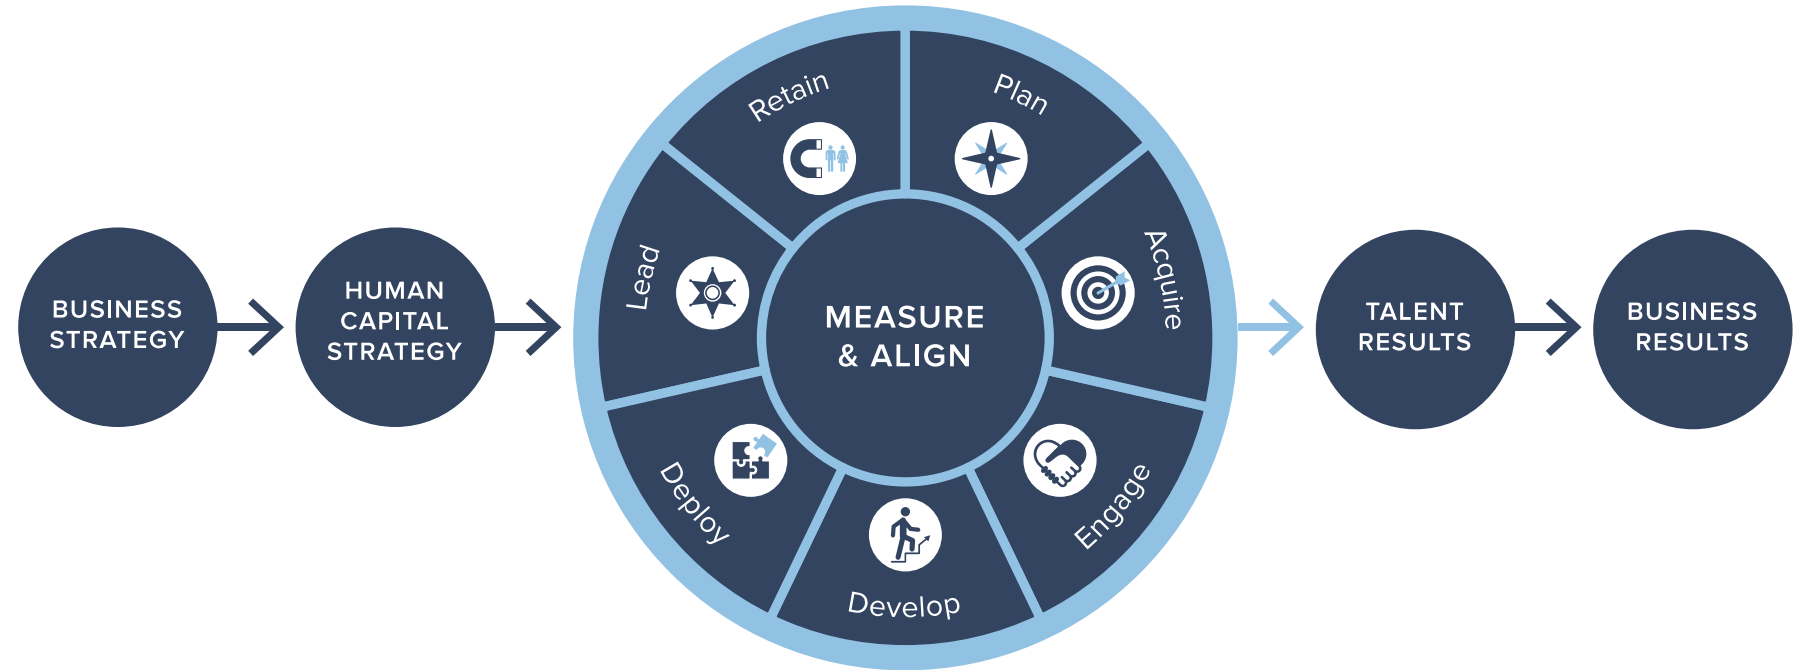 BUSINESS
STRATEGY
HUMAN
CAPITAL
STRATEGY
Retain
Plan
Lead
Acquire
MEASURE
& ALIGN
Deploy
Engage
Develop
TALENT
RESULTS
BUSINESS
RESULTS